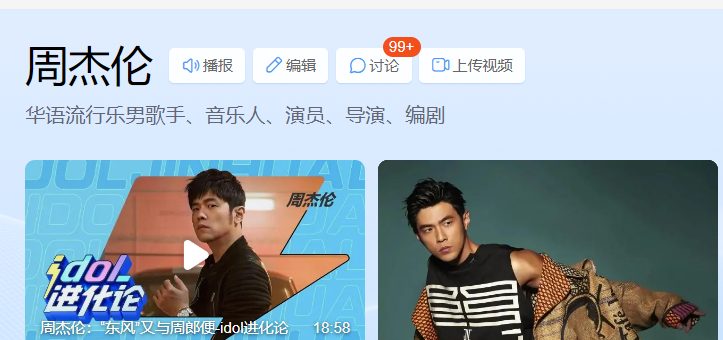 周杰伦
播报
编辑
讨论
99+
上传视频
华语流行乐男歌手、音乐人、演员、导演、编剧
周杰伦
idol
进化论
周杰伦："东风"又与周郎便-idol进化论
18:58